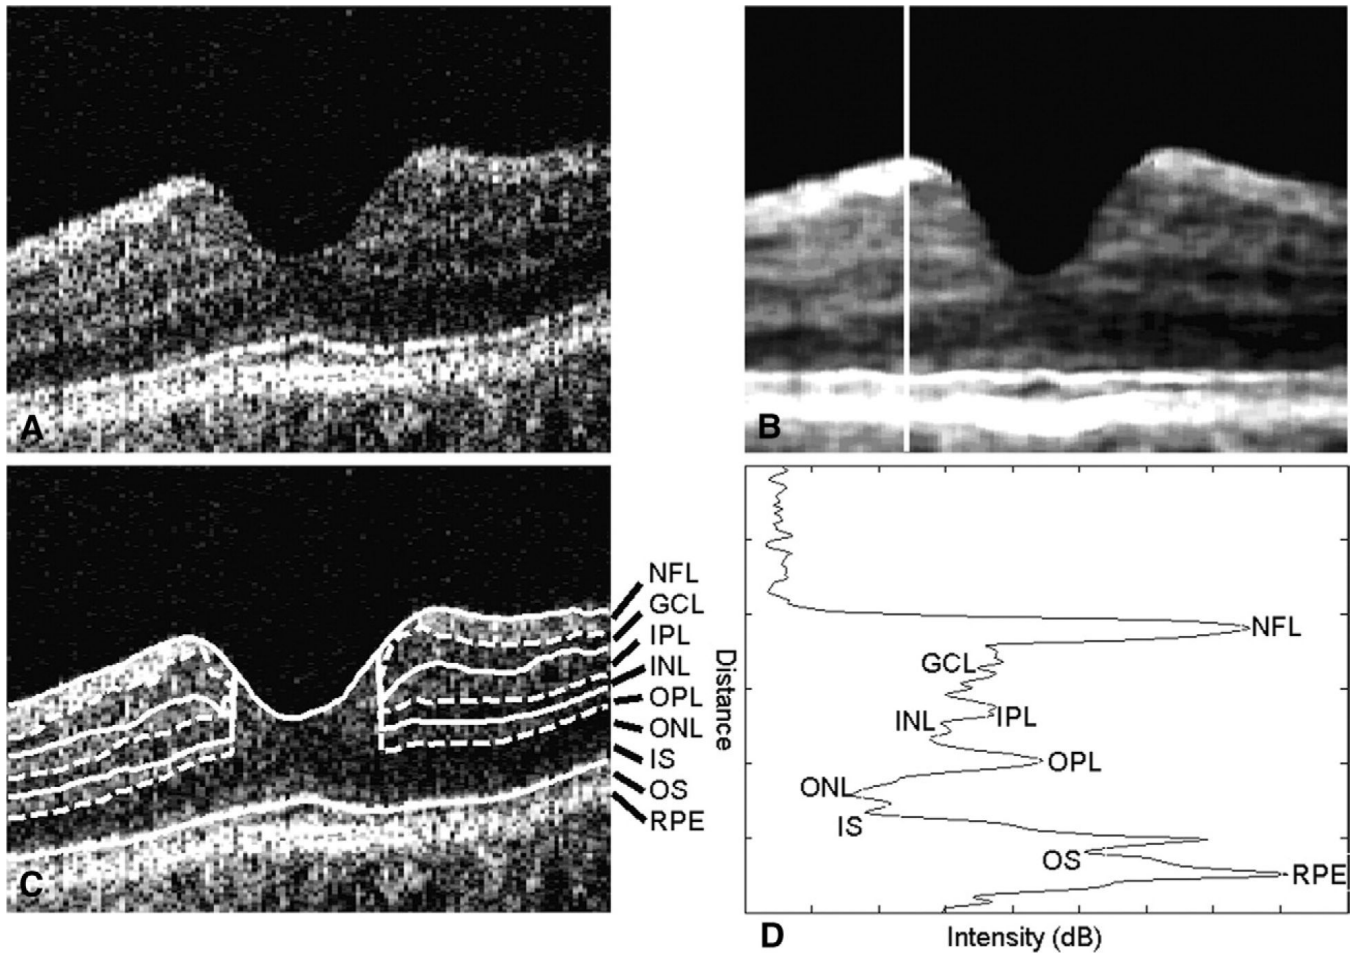 A
B
C
NFL
GCL
IPL
INL
OPL
ONL
IS
OS
RPE
Distance
NFL
GCL
INL
IPL
OPL
ONL
IS
OS
RPE
D
Intensity (dB)